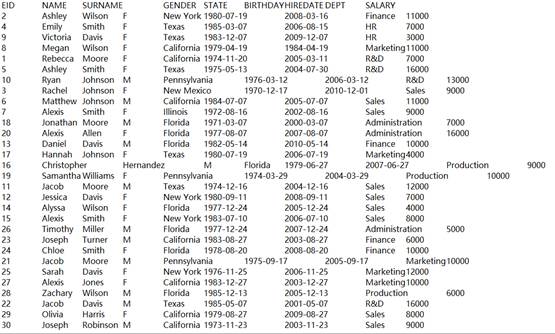 EID NAME SURNAME GENDER STATE BIRTHDAY HIREDATE DEPT SALARY
2 Ashley Wilson F New York 1980-07-19 2008-03-16 Finance 11000
4 Emily Smith F Texas 1985-03-07 2006-08-15 HR 7000
9 Victoria Davis F Texas 1983-12-07 2009-12-07 HR 3000
8 Megan Wilson F California 1979-04-19 1984-04-19 Marketing 11000
1 Rebecca Moore F California 1974-11-20 2005-03-11 R&D 7000
5 Ashley Smith F Texas 1975-05-13 2004-07-30 R&D 16000
10 Ryan Johnson M Pennsylvania 1976-03-12 2006-03-12 R&D 13000
3 Rachel Johnson F New Mexico 1970-12-17 2010-12-01 Sales 9000
6 Matthew Johnson M California 1984-07-07 2005-07-07 Sales 11000
7 Alexis Smith F Illinois 1972-08-16 2002-08-16 Sales 9000
18 Jonathan Moore M Florida 1971-03-07 2000-03-07 Administration 7000
20 Alexis Allen F Florida 1977-08-07 2007-08-07 Administration 16000
13 Daniel Davis M Florida 1982-05-14 2010-05-14 Finance 10000
17 Hannah Johnson F Texas 1980-07-19 2006-07-19 Marketing 4000
16 Christopher Hernandez M Florida 1979-06-27 2007-06-27 Production 9000
19 Samantha Williams F Pennsylvania 1974-03-29 2004-03-29 Production 10000
11 Jacob Moore M Texas 1974-12-16 2004-12-16 Sales 12000
12 Jessica Davis F New York 1980-09-11 2008-09-11 Sales 7000
14 Alyssa Wilson F Florida 1977-12-24 2005-12-24 Sales 4000
15 Alexis Smith F New York 1983-07-10 2006-07-10 Sales 8000
26 Timothy Miller M Florida 1977-12-24 2007-12-24 Administration 5000
23 Joseph Turner M California 1983-08-27 2003-08-27 Finance 6000
24 Chloe Smith F Florida 1978-08-20 2008-08-20 Finance 10000
21 Jacob Moore M Pennsylvania 1975-09-17 2005-09-17 Marketing 10000
25 Sarah Davis F New York 1976-11-25 2006-11-25 Marketing 12000
27 Alexis Jones F California 1983-12-27 2003-12-27 Marketing 10000
28 Zachary Wilson M Florida 1985-12-13 2005-12-13 Production 6000
22 Jacob Davis M Texas 1985-05-07 2001-05-07 R&D 16000
29 Olivia Harris F California 1979-08-27 2009-08-27 Sales 8000
30 Joseph Robinson M California 1973-11-23 2003-11-23 Sales 9000